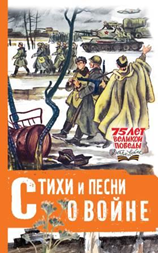 75 ЛЕТ
ВЕЛИКОЙ
ПОБЕДЫ
СТИХИ И ПЕСНИ
О ВОЙНЕ